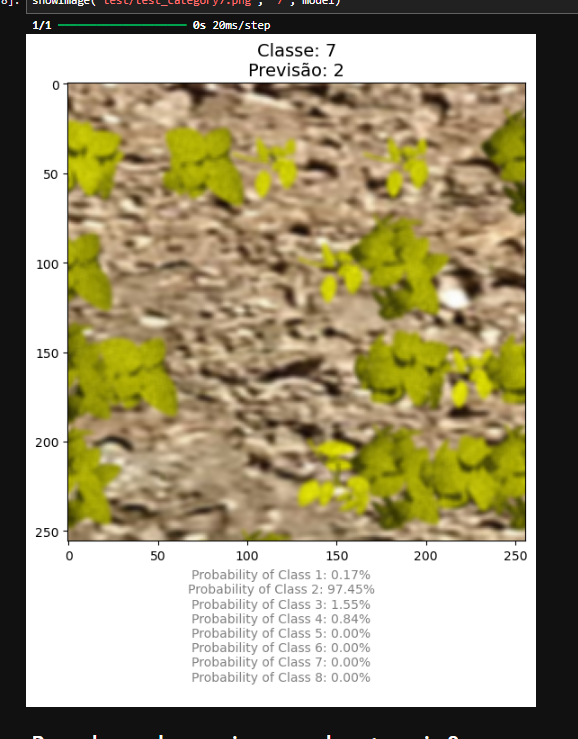 showImage( 'test/test_category7.png' , '7' , model)
1/1 0s 20ms/step
Classe: 7
Previsão: 2
0
50
100
150
200
250
0 50 100 150 200 250
Probability of Class 1: 0.17%
Probability of Class 2: 97.45%
Probability of Class 3: 1.55%
Probability of Class 4: 0.84%
Probability of Class 5: 0.00%
Probability of Class 6: 0.00%
Probability of Class 7: 0.00%
Probability of Class 8: 0.00%